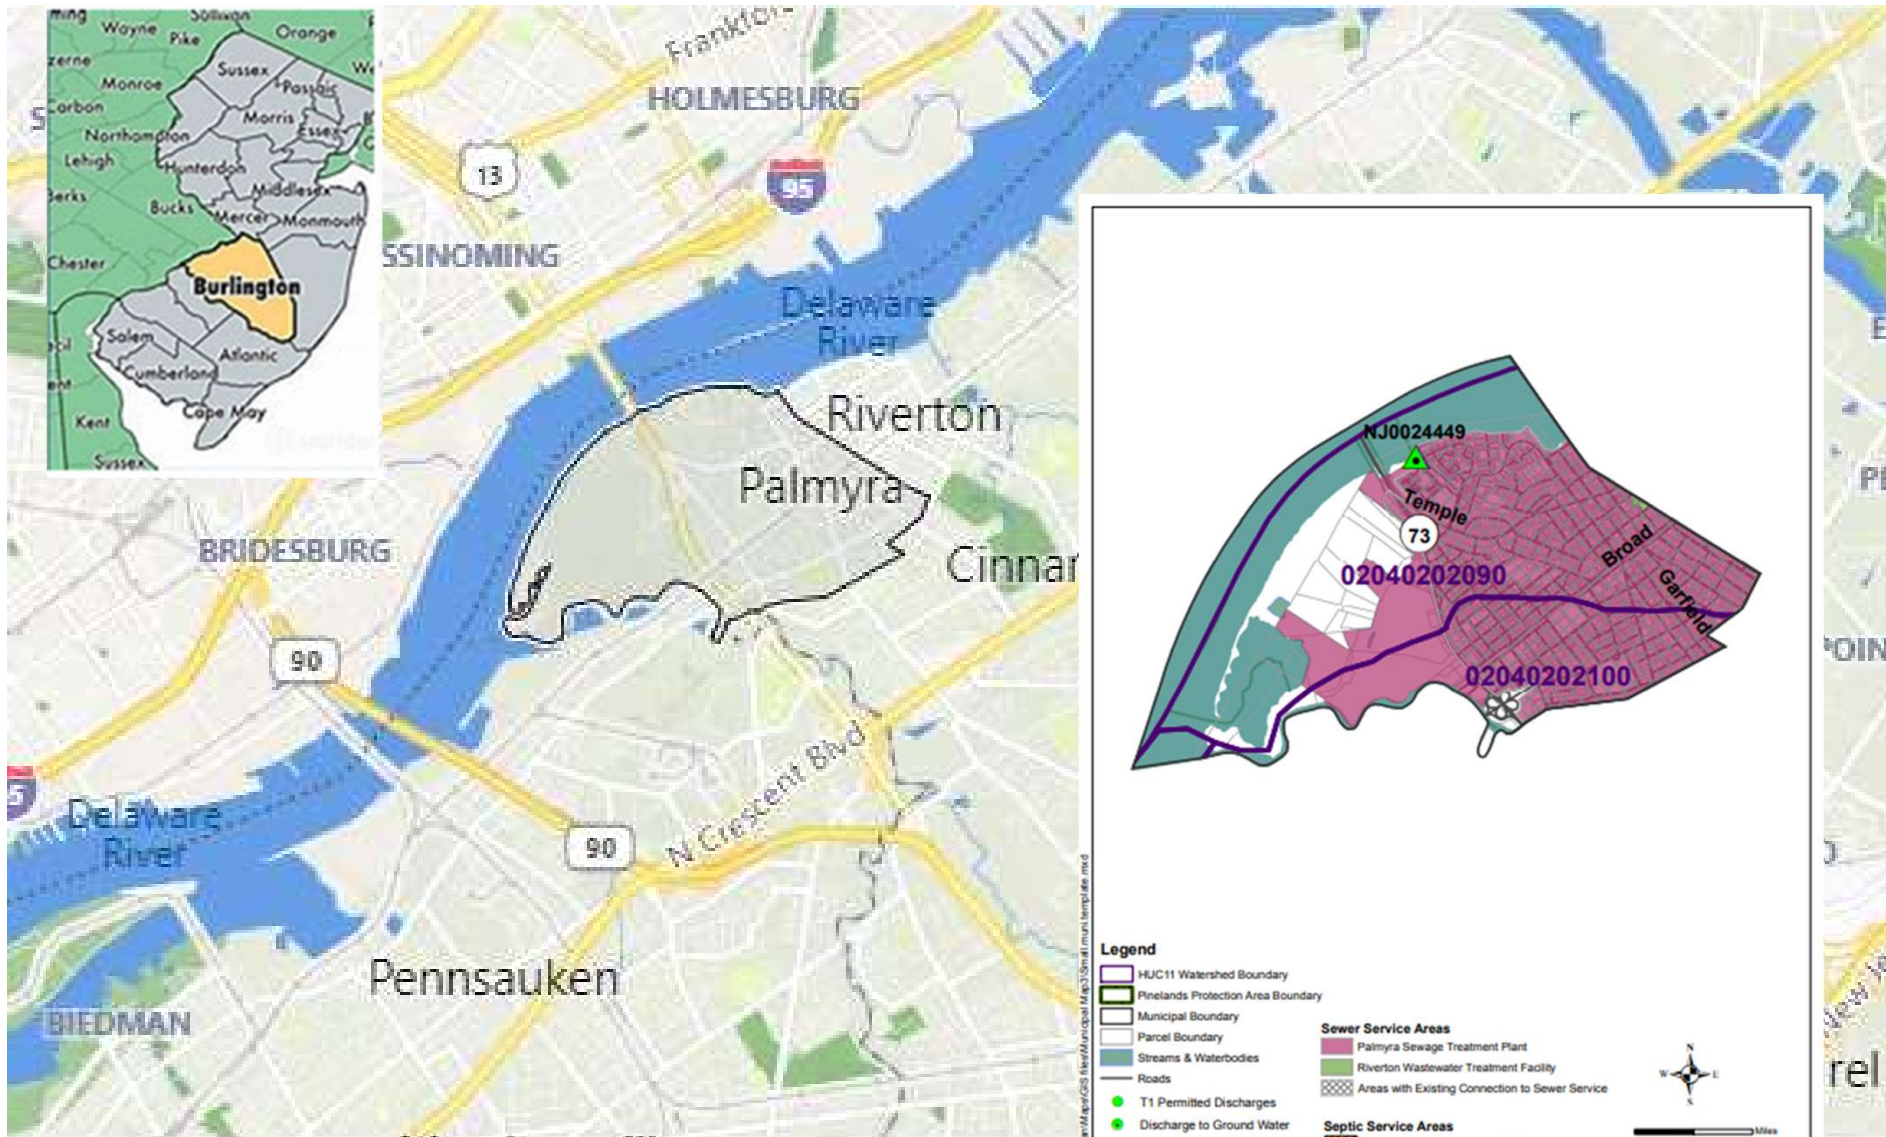 Sullivan
Wayne
Pike
Orange
Sussex
Passaic
Monroe
Morris
Essex
Northampton
Lehigh
Hunterdon
Middlesex
Berks
Bucks
Mercer
Monmouth
Chester
Burlington
Salem
Atlantic
Cumberland
Cape May
Kent
Sussex
HOLMESBURG
13
95
SSINOMING
Delaware
River
Riverton
Palmyra
Cinnar
BRIDESBURG
90
90
N Crescent Blvd
Delaware
River
Pennsauken
BIEDMAN
NJ0024449
Temple
73
Broad
Garfield
02040202090
02040202100
Legend
HUC11 Watershed Boundary
Pinelands Protection Area Boundary
Municipal Boundary
Parcel Boundary
Streams & Waterbodies
Roads
T1 Permitted Discharges
Discharge to Ground Water
Sewer Service Areas
Palmyra Sewage Treatment Plant
Riverton Wastewater Treatment Facility
Areas with Existing Connection to Sewer Service
Septic Service Areas
N
W
E
S
Miles
rel